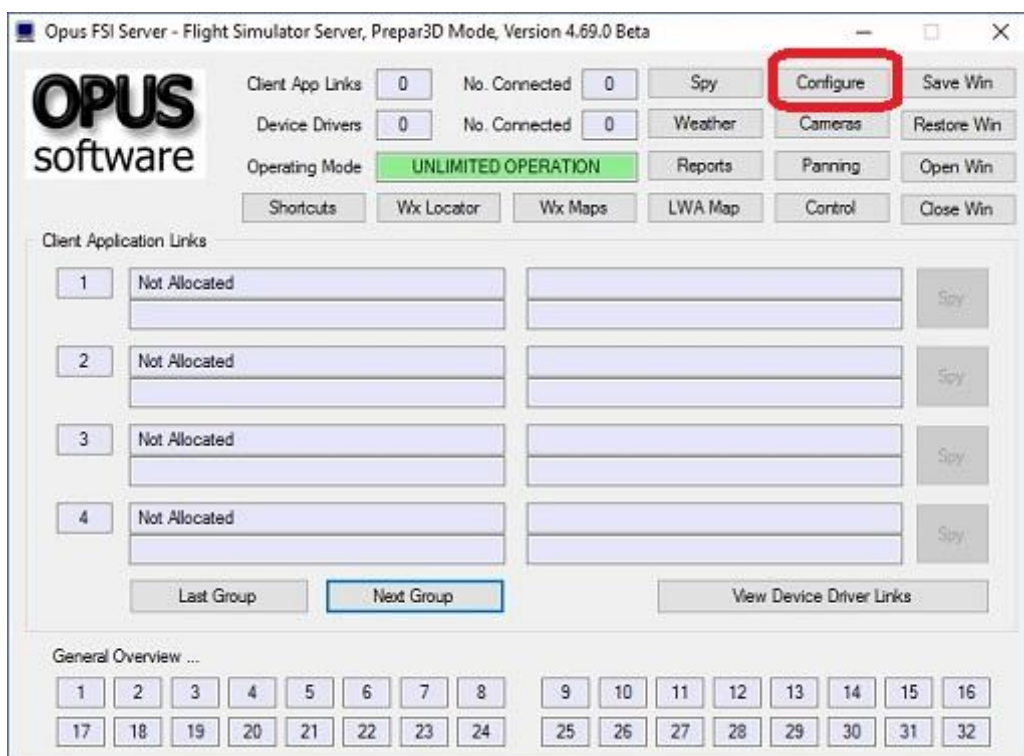 Opus FSI Server - Flight Simulator Server, Prepar3D Mode, Version 4.69.0 Beta
OPUS
software
Client App Links 0 No. Connected 0 Spy Configure Save Win
Device Drivers 0 No. Connected 0 Weather Cameras Restore Win
Operating Mode UNLIMITED OPERATION Reports Panning Open Win
Shortcuts Wx Locator Wx Maps LWA Map Control Close Win
Client Application Links
1 Not Allocated Spy
2 Not Allocated Spy
3 Not Allocated Spy
4 Not Allocated Spy
Last Group Next Group View Device Driver Links
General Overview ...
1 2 3 4 5 6 7 8 9 10 11 12 13 14 15 16
17 18 19 20 21 22 23 24 25 26 27 28 29 30 31 32